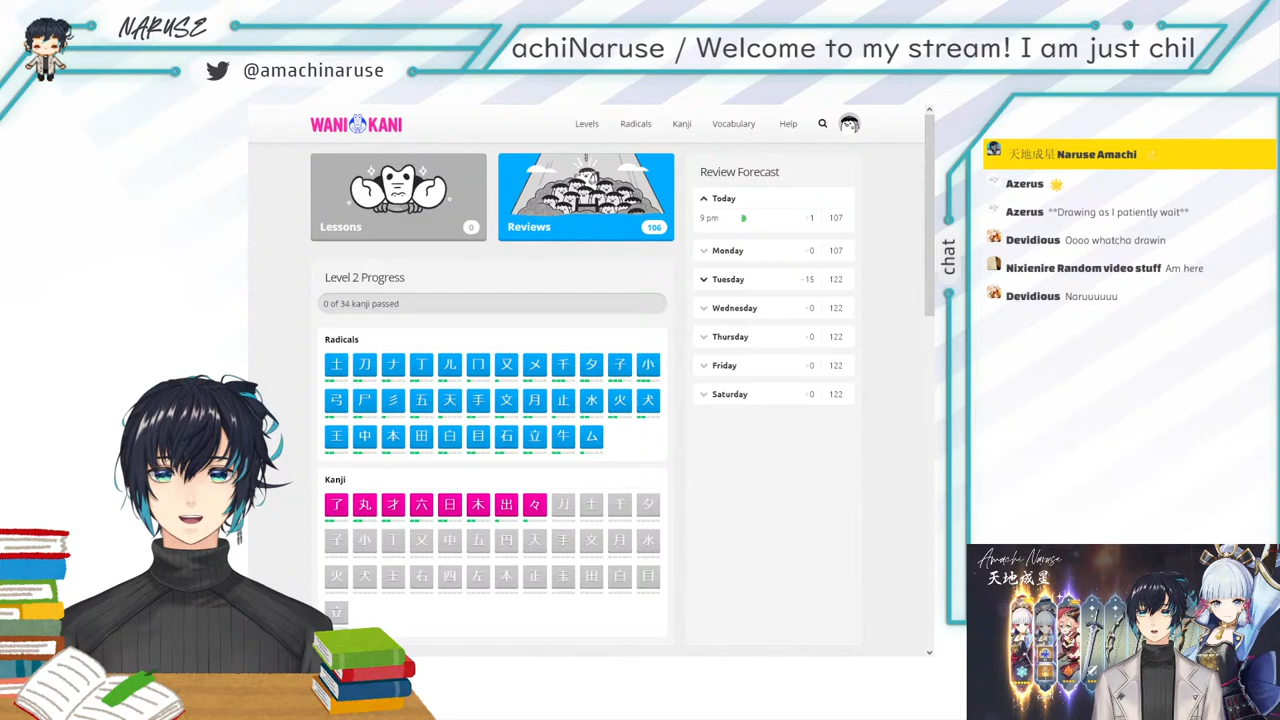 NARUSE
@amachinaruse
achiNaruse / Welcome to my stream! I am just chil
WANI KANI
Levels
Radicals
Kanji
Vocabulary
Help
Lessons
0
Reviews
106
Level 2 Progress
0 of 34 kanji passed
Radicals
土 刀 ナ 丁 儿 冂 又 メ 千 夕 子 小
弓 尸 彡 五 天 手 文 月 止 水 火 犬
王 中 本 田 白 目 石 立 牛 ム
Kanji
了 丸 才 六 日 木 出 々 刀 土 千 夕
子 小 丁 又 中 五 円 天 手 文 月 水
火 犬 王 右 四 左 本 正 玉 田 白 目
立
Review Forecast
Today
9 pm +1 107
Monday +0 107
Tuesday +15 122
Wednesday +0 122
Thursday +0 122
Friday +0 122
Saturday +0 122
chat
天地成星 Naruse Amachi
Azerus
Azerus **Drawing as I patiently wait**
Devidious Oooo whatcha drawin
Nixienire Random video stuff Am here
Devidious Naruuuuuu
Amachi Naruse
天地成星